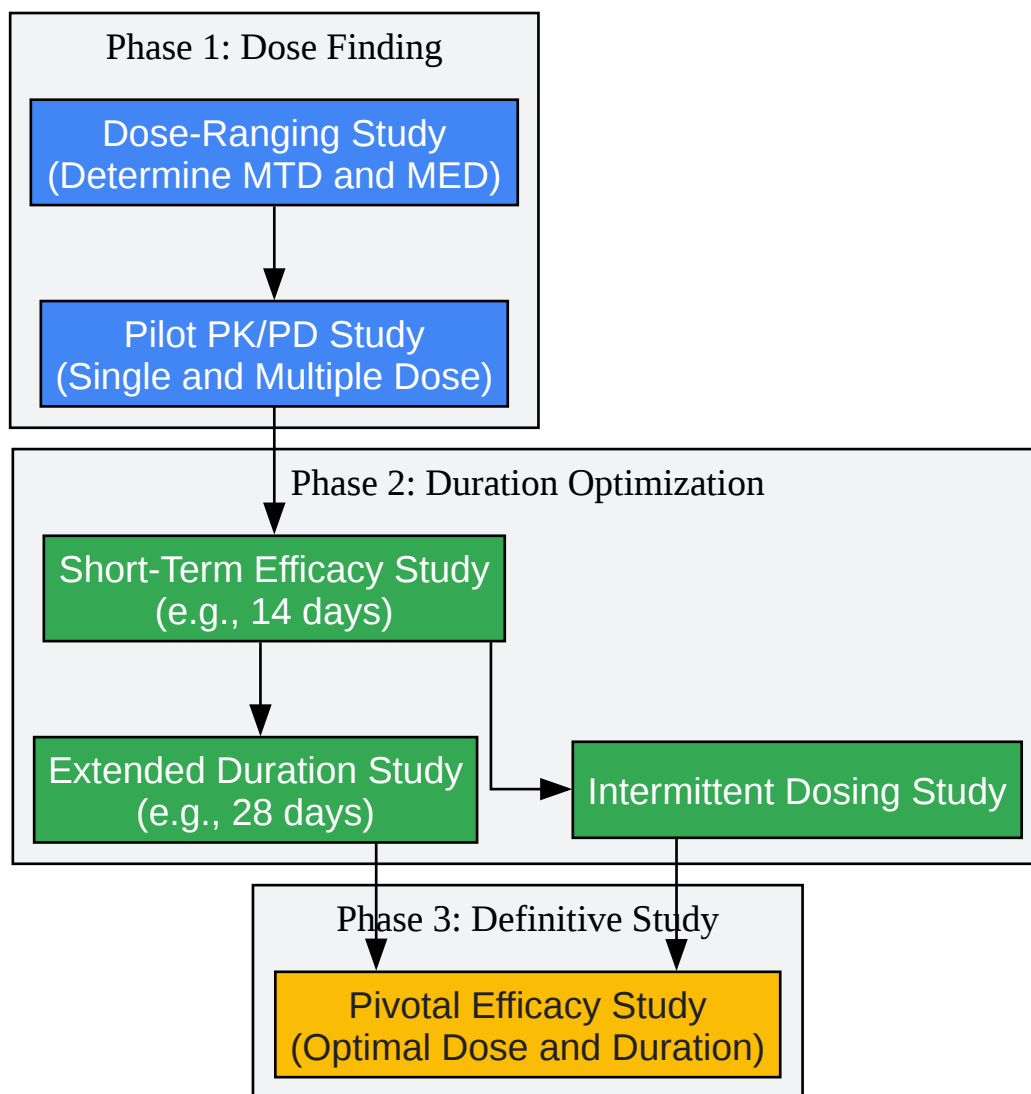 Phase 1: Dose Finding
Dose-Ranging Study
(Determine MTD and MED)
Pilot PK/PD Study
(Single and Multiple Dose)
Phase 2: Duration Optimization
Short-Term Efficacy Study
(e.g., 14 days)
Extended Duration Study
(e.g., 28 days)
Intermittent Dosing Study
Phase 3: Definitive Study
Pivotal Efficacy Study
(Optimal Dose and Duration)